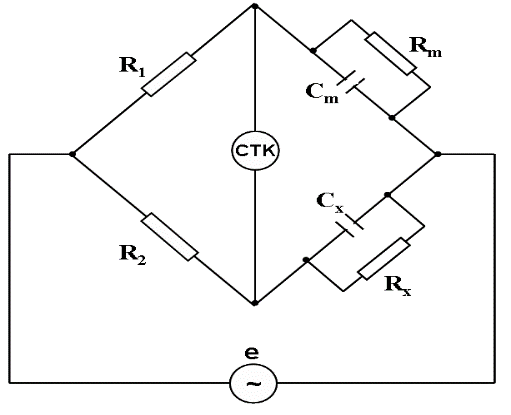 R₁
Rₘ
Cₘ
CTK
Cₓ
R₂
Rₓ
e
~